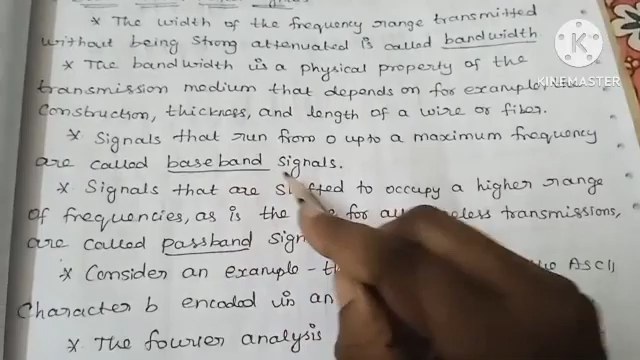 * The width of the frequency range transmitted
without being strong attenuated is called bandwidth
* The bandwidth is a physical property of the
transmission medium that depends on for example,
construction, thickness, and length of a wire or fiber.
* Signals that run from 0 upto a maximum frequency
are called baseband signals.
* Signals that are shifted to occupy a higher range
of frequencies, as is the for all transmissions,
are called passband
* Consider an example - ASCII
Character b encoded in an
* The fourier analysis
KINEMASTER